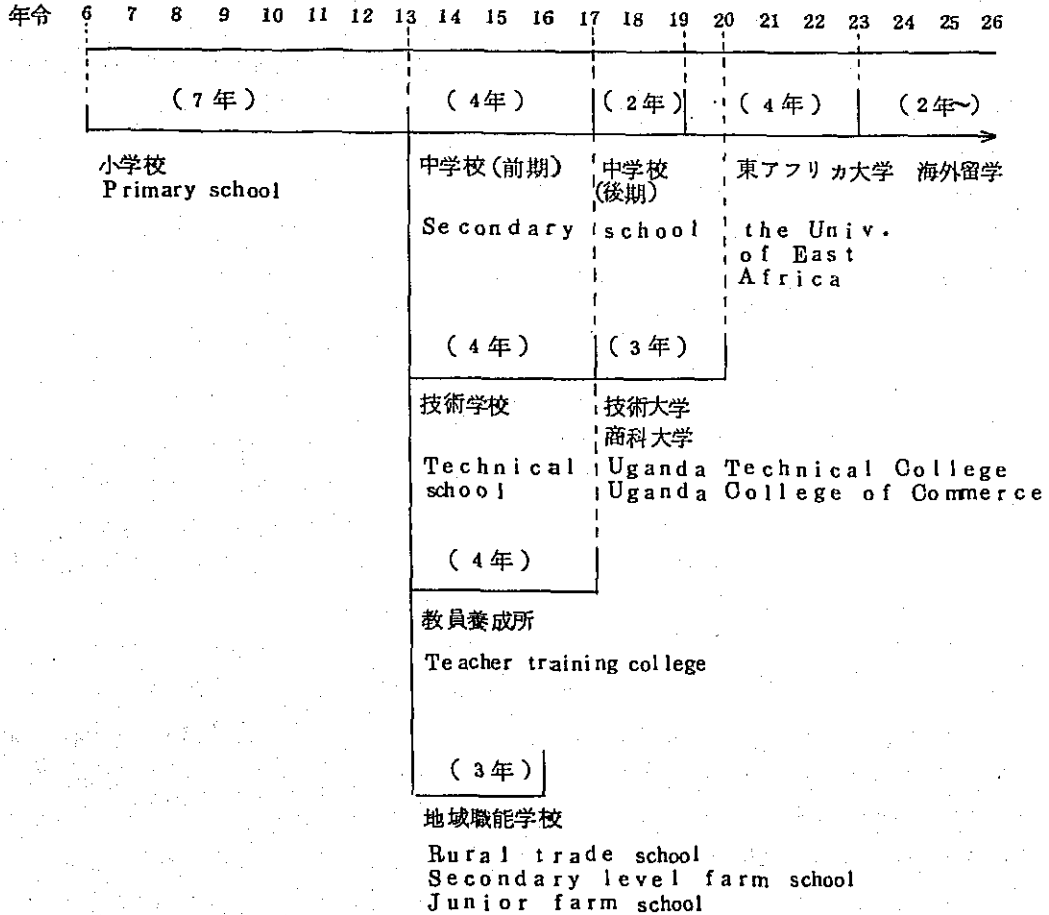 年令 6 7 8 9 10 11 12 13 14 15 16 17 18 19 20 21 22 23 24 25 26
(7年) (4年) (2年) (4年) (2年~)
小学校 中学校(前期) 中学校 東アフリカ大学 海外留学
Primary school (後期)
Secondary school the Univ.
of East
Africa
(4年) (3年)
技術学校 技術大学
商科大学
Technical Uganda Technical College
school Uganda College of Commerce
(4年)
教員養成所
Teacher training college
(3年)
地域職能学校
Rural trade school
Secondary level farm school
Junior farm school